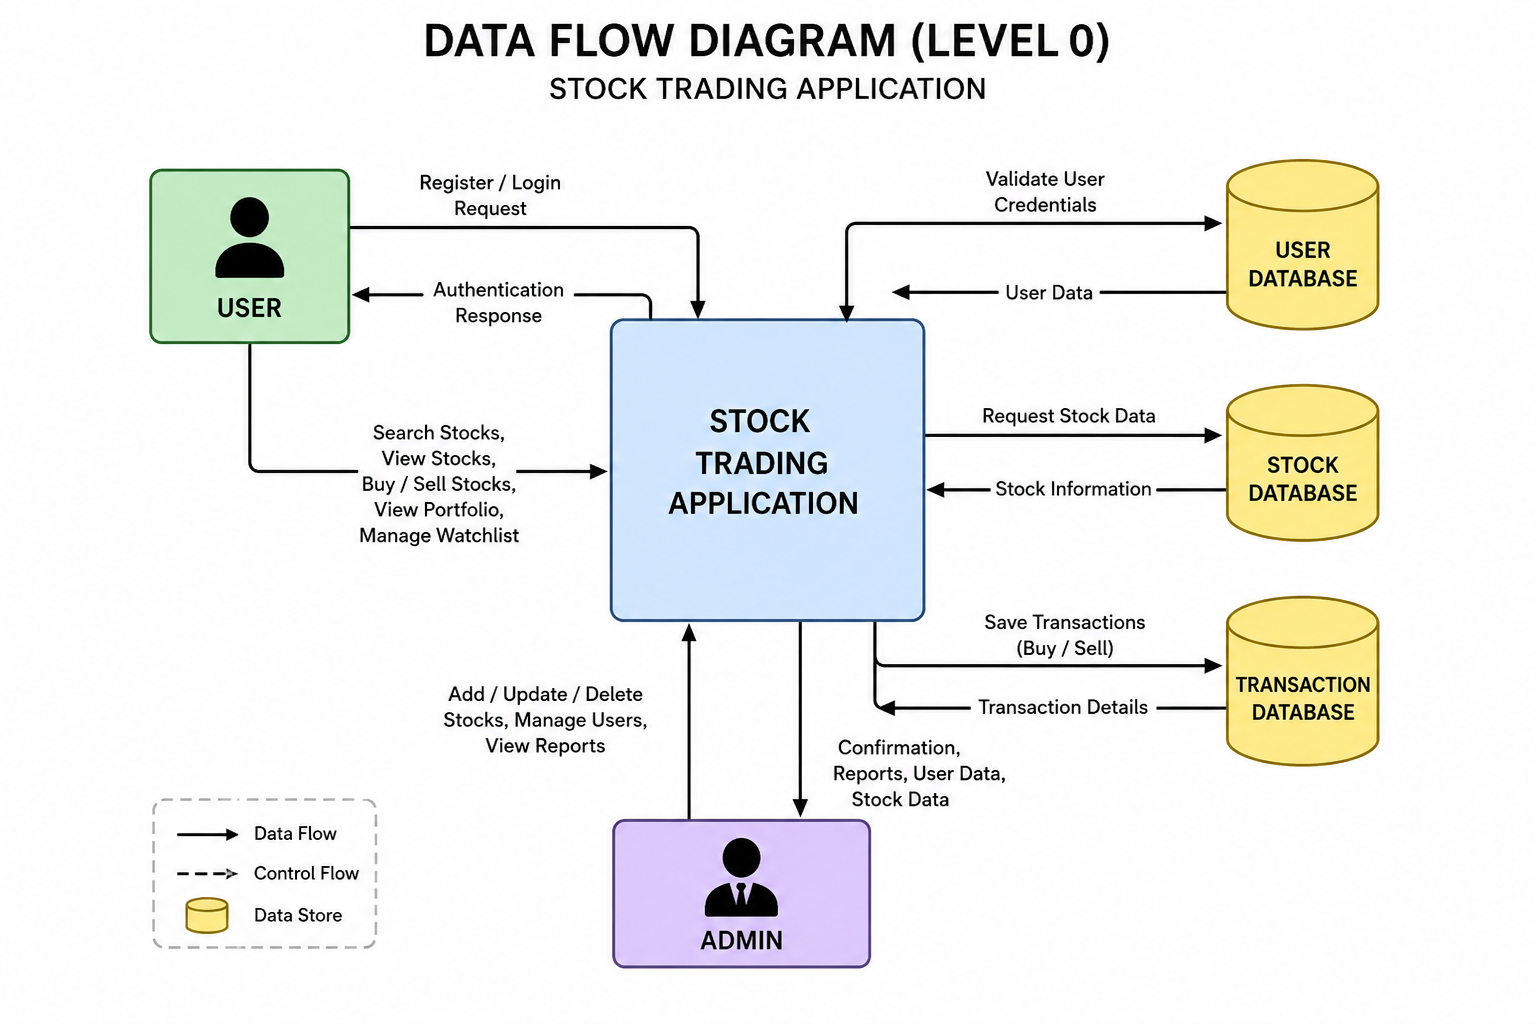 DATA FLOW DIAGRAM (LEVEL 0)
STOCK TRADING APPLICATION
Register / Login
Request
Validate User
Credentials
USER
Authentication
Response
User Data
USER
DATABASE
Search Stocks,
View Stocks,
Buy / Sell Stocks,
View Portfolio,
Manage Watchlist
STOCK
TRADING
APPLICATION
Request Stock Data
Stock Information
STOCK
DATABASE
Save Transactions
(Buy / Sell)
Transaction Details
TRANSACTION
DATABASE
Add / Update / Delete
Stocks, Manage Users,
View Reports
Confirmation,
Reports, User Data,
Stock Data
ADMIN
Data Flow
Control Flow
Data Store